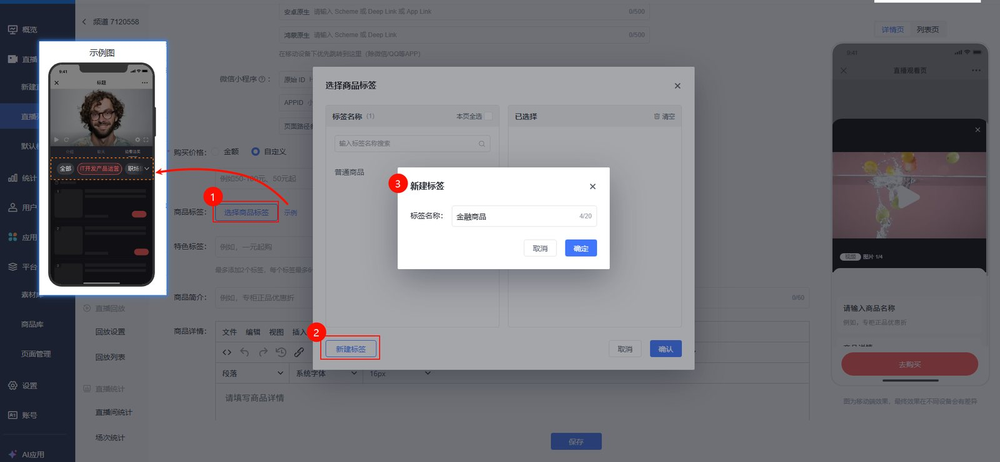 概览
直播
新建直
直播列
默认模
统计
用户
应用
平台
素材库
商品库
页面管理
设置
账号
AI应用
频道 7120558
直播回放
回放设置
回放列表
直播统计
直播间统计
场次统计
示例图
9:41
标题
介绍
聊天
边看边买
全部
IT开发产品运营
职场
1
2
3
安卓原生 请输入 Scheme 或 Deep Link 或 App Link 0/500
鸿蒙原生 请输入 Scheme 或 Deep Link 0/500
在移动设备下优先跳转到这里（除微信/QQ等APP）
微信小程序 ：
原始 ID
APPID 小
页面路径
* 购买价格：
金额
自定义
例如50-100元、50元起
1
商品标签：
选择商品标签
示例
特色标签：
例如，一元起购
最多添加2个标签，每个标签最多6
商品简介：
例如，专柜正品优惠折
0/60
商品详情：
文件 编辑 视图 插入
段落
系统字体
16px
请填写商品详情
保存
选择商品标签
标签名称 (1)
本页全选
输入标签名称搜索
普通商品
已选择
清空
2
新建标签
取消
确认
3
新建标签
标签名称：
金融商品
4/20
取消
确定
详情页
列表页
9:41
直播观看页
视频
图片 1/4
请输入商品名称
例如，专柜正品优惠折
商品详情
去购买
图为移动端效果，最终效果在不同设备会有差异